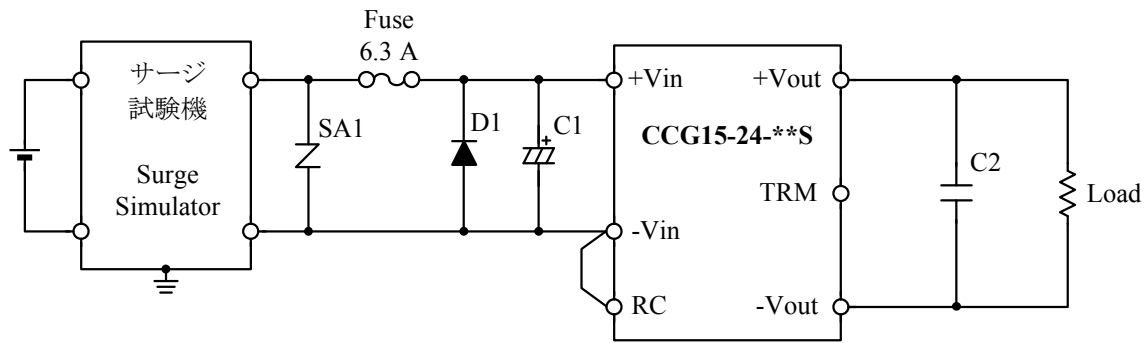 サージ
試験機
Surge
Simulator
Fuse
6.3 A
SA1
D1
C1
+
+Vin
-Vin
RC
CCG15-24-**S
+Vout
TRM
-Vout
C2
Load